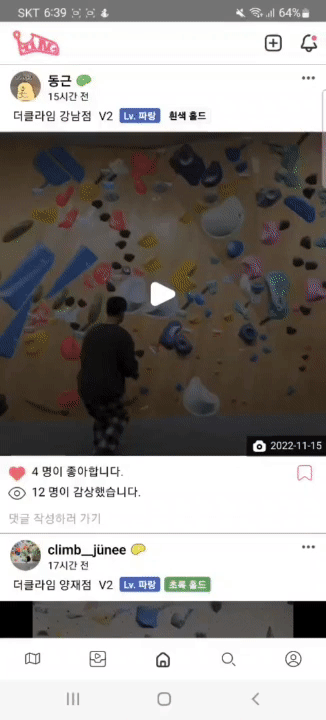 SKT 6:39 64%
동근
15시간 전
더클라임 강남점 V2 Lv. 파랑 흰색 홀드
2022-11-15
4 명이 좋아합니다.
12 명이 감상했습니다.
댓글 작성하러 가기
climb__jünee
17시간 전
더클라임 양재점 V2 Lv. 파랑 초록 홀드